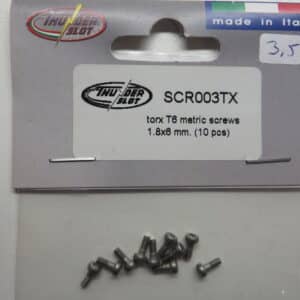 THUNDER
SLOT
made in Ita
3,5
THUNDER
SLOT
SCR003TX
torx T6 metric screws
1.8x6 mm. (10 pcs)